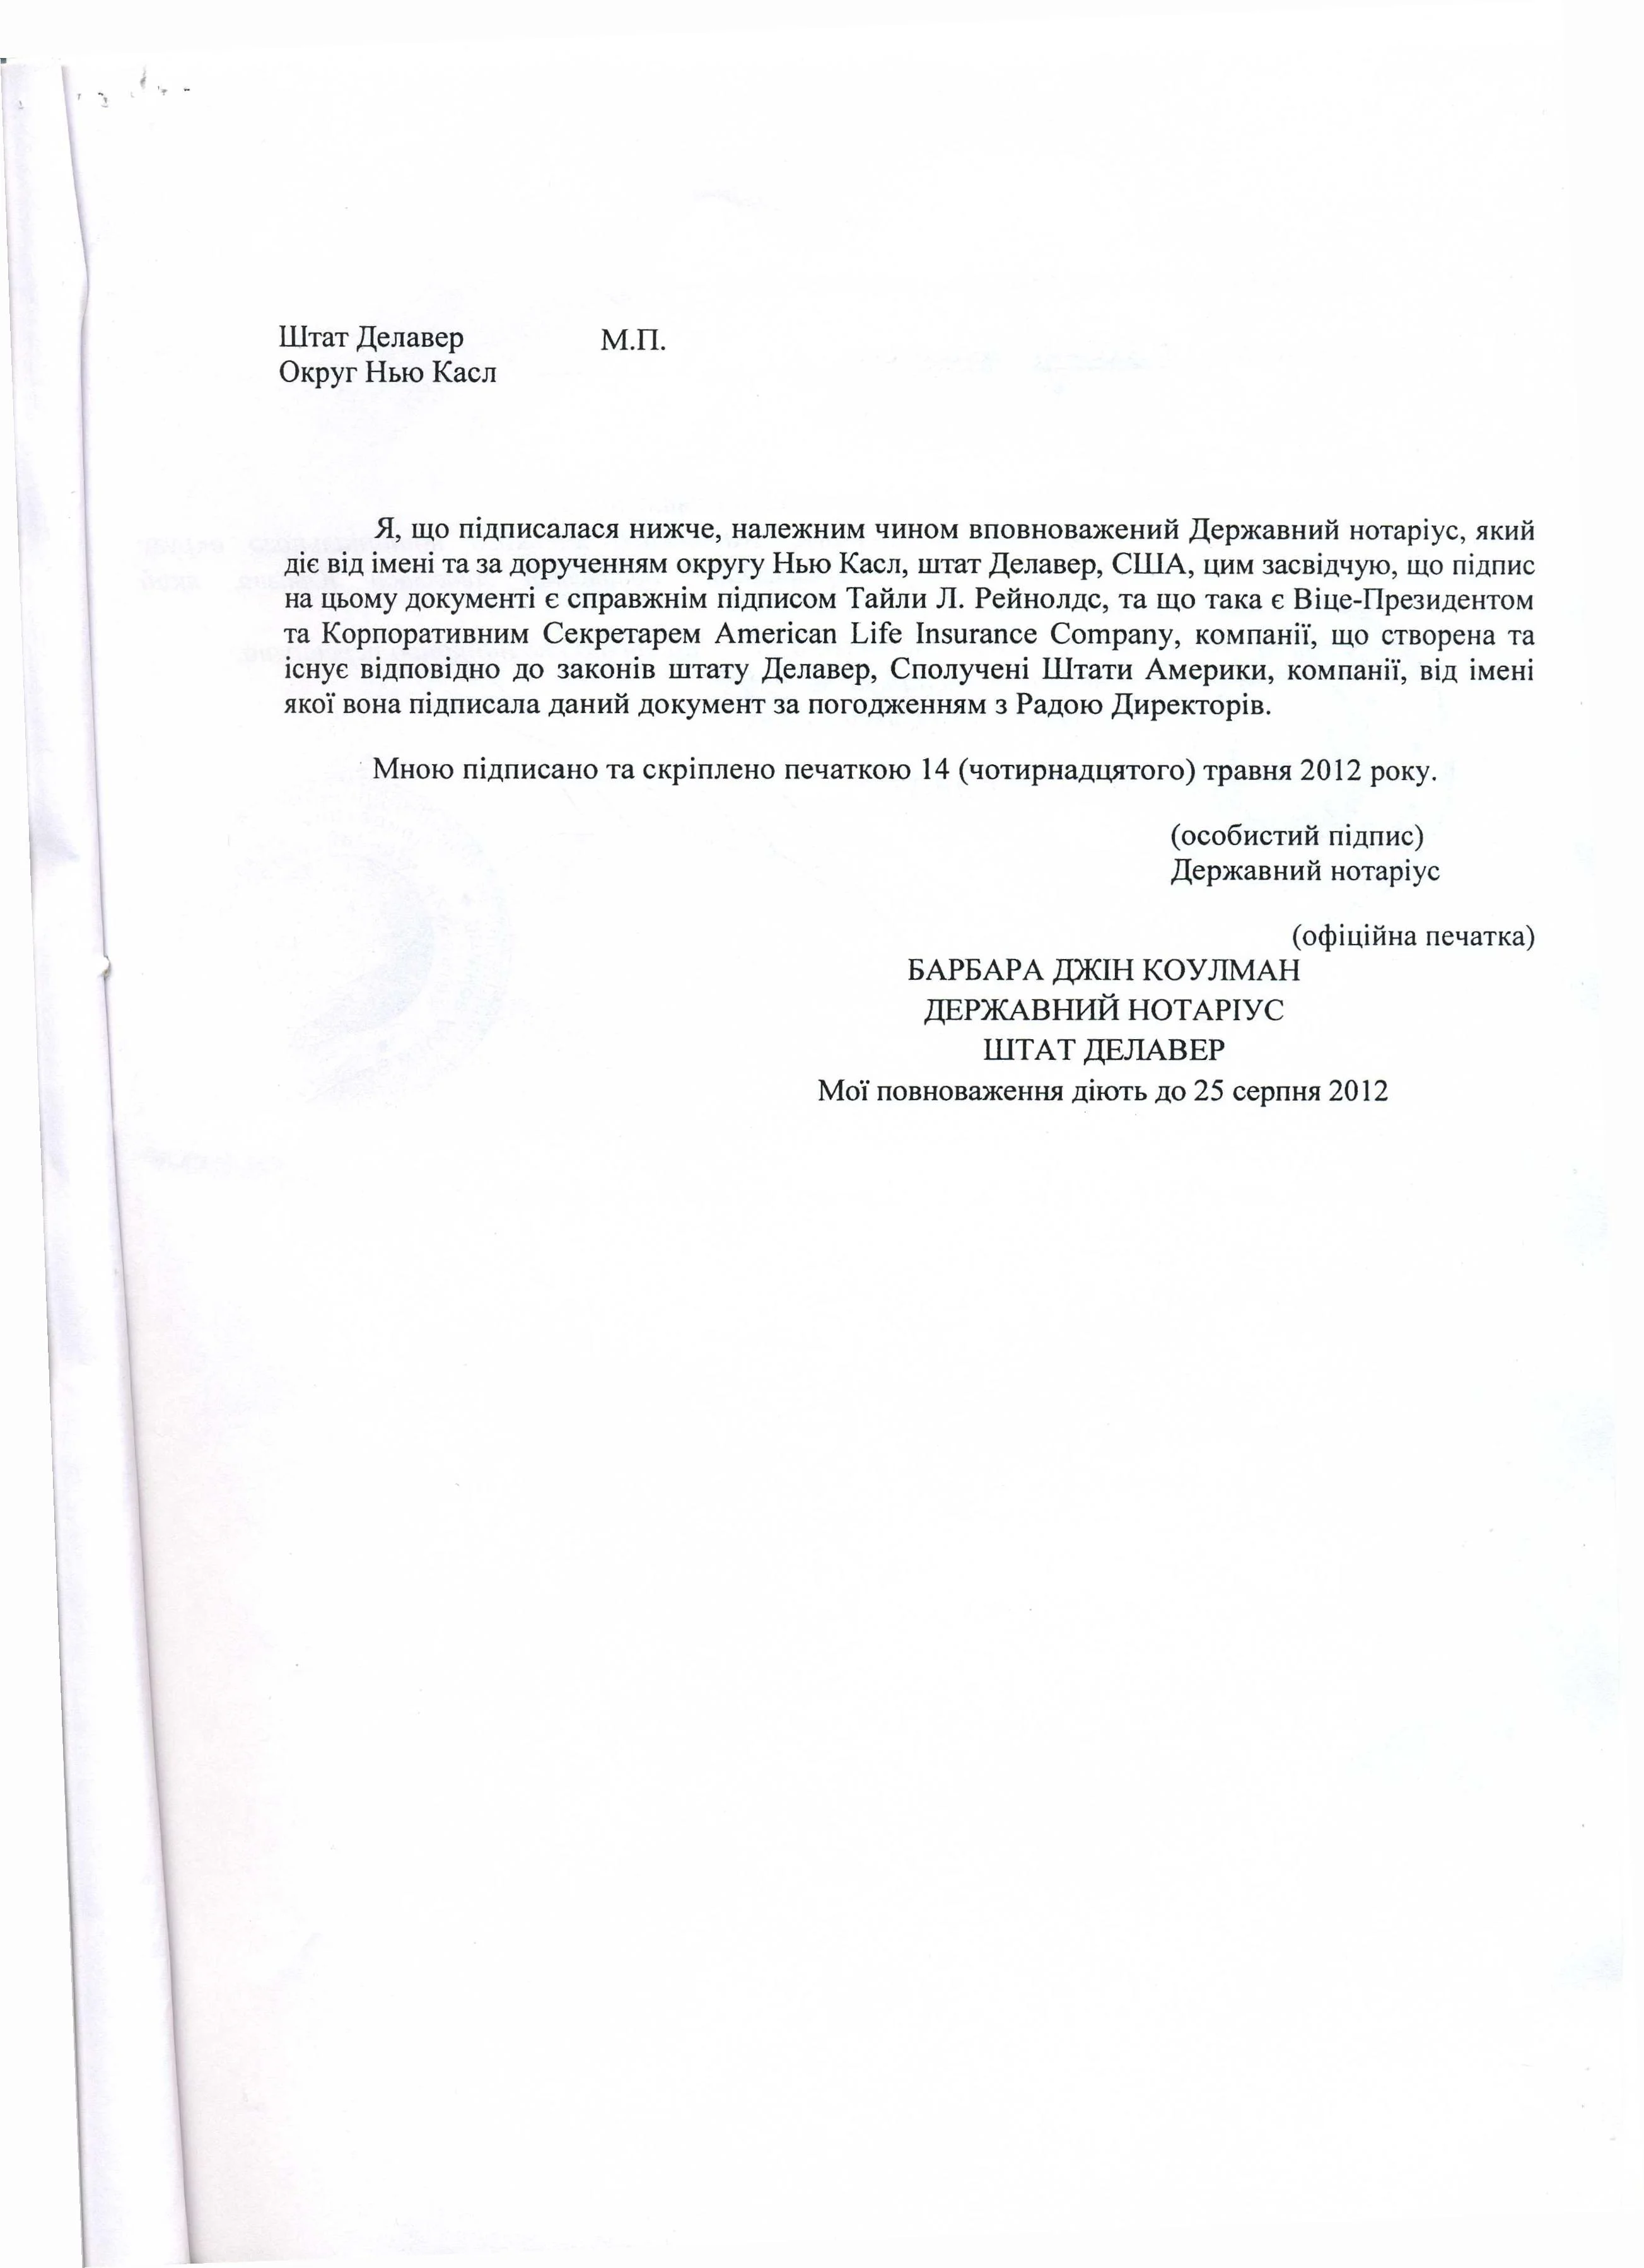 Штат Делавер М.П.
Округ Нью Касл
Я, що підписалася нижче, належним чином вповноважений Державний нотаріус, який
діє від імені та за дорученням округу Нью Касл, штат Делавер, США, цим засвідчую, що підпис
на цьому документі є справжнім підписом Тайли Л. Рейнолдс, та що така є Віце-Президентом
та Корпоративним Секретарем American Life Insurance Company, компанії, що створена та
існує відповідно до законів штату Делавер, Сполучені Штати Америки, компанії, від імені
якої вона підписала даний документ за погодженням з Радою Директорів.
Мною підписано та скріплено печаткою 14 (чотирнадцятого) травня 2012 року.
(особистий підпис)
Державний нотаріус
(офіційна печатка)
БАРБАРА ДЖІН КОУЛМАН
ДЕРЖАВНИЙ НОТАРІУС
ШТАТ ДЕЛАВЕР
Мої повноваження діють до 25 серпня 2012